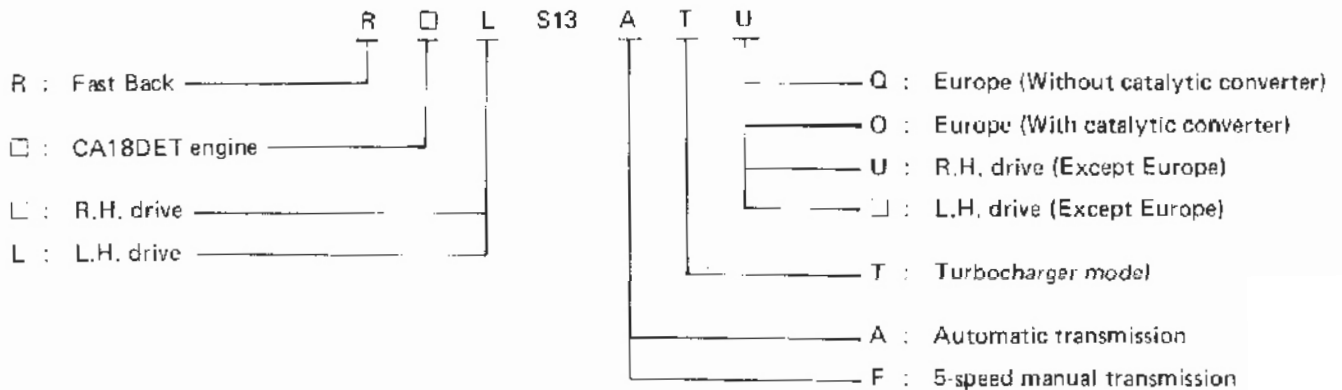 R □ L S13 A T U
R : Fast Back
□ : CA18DET engine
□ : R.H. drive
L : L.H. drive
Q : Europe (Without catalytic converter)
O : Europe (With catalytic converter)
U : R.H. drive (Except Europe)
□ : L.H. drive (Except Europe)
T : Turbocharger model
A : Automatic transmission
F : 5-speed manual transmission